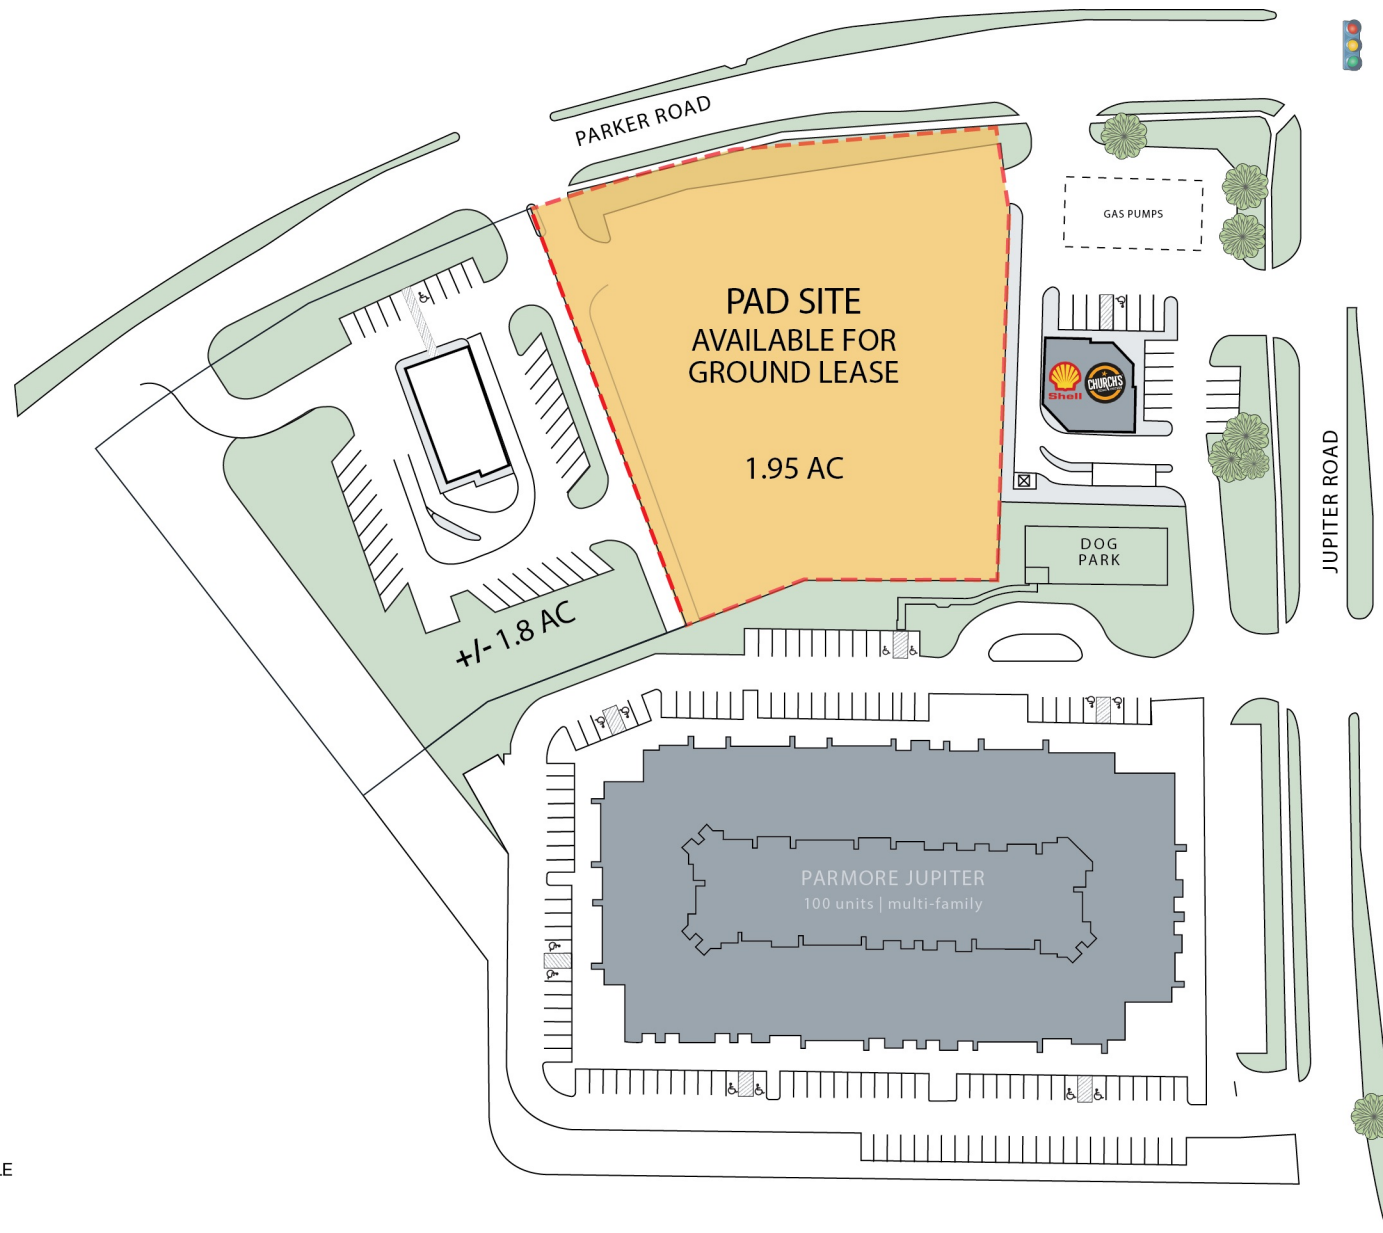 PARKER ROAD
GAS PUMPS
PAD SITE
AVAILABLE FOR
GROUND LEASE
1.95 AC
Shell
CHURCH'S
JUPITER ROAD
DOG
PARK
+/- 1.8 AC
PARMORE JUPITER
100 units | multi-family
LE